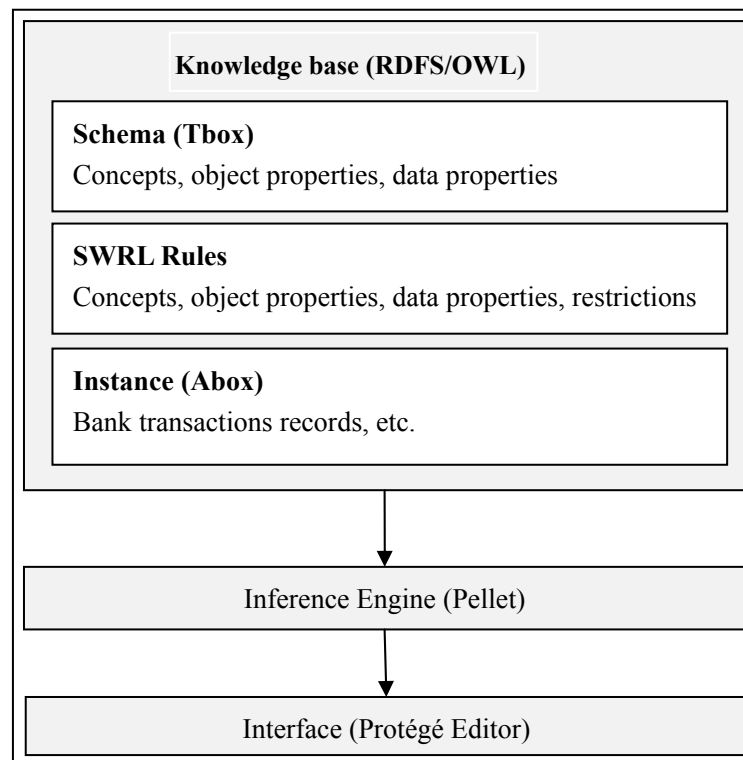 Knowledge base (RDFS/OWL)
Schema (Tbox)
Concepts, object properties, data properties
SWRL Rules
Concepts, object properties, data properties, restrictions
Instance (Abox)
Bank transactions records, etc.
Inference Engine (Pellet)
Interface (Protégé Editor)